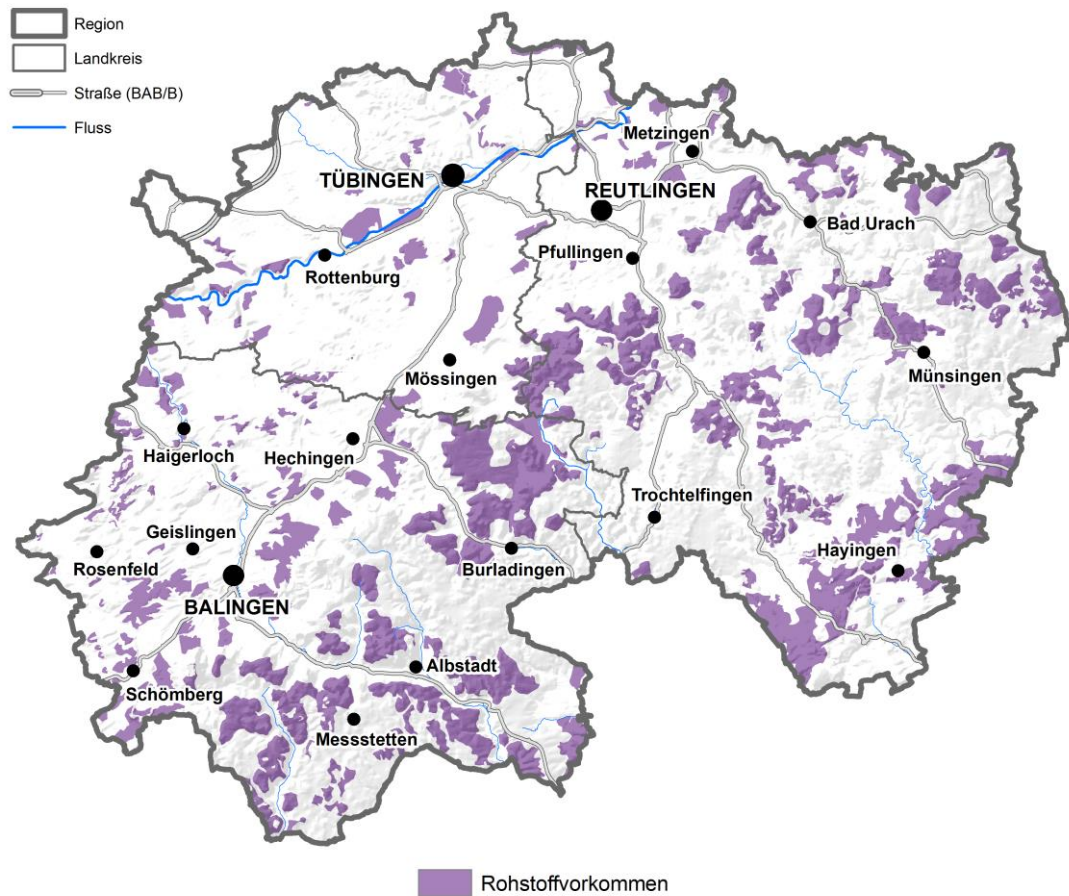 Region
Landkreis
Straße (BAB/B)
Fluss
Metzingen
TÜBINGEN
REUTLINGEN
Bad Urach
Pfullingen
Rottenburg
Mössingen
Münsingen
Haigerloch
Hechingen
Trochtelfingen
Geislingen
Hayingen
Rosenfeld
Burladingen
BALINGEN
Albstadt
Schömberg
Messstetten
Rohstoffvorkommen